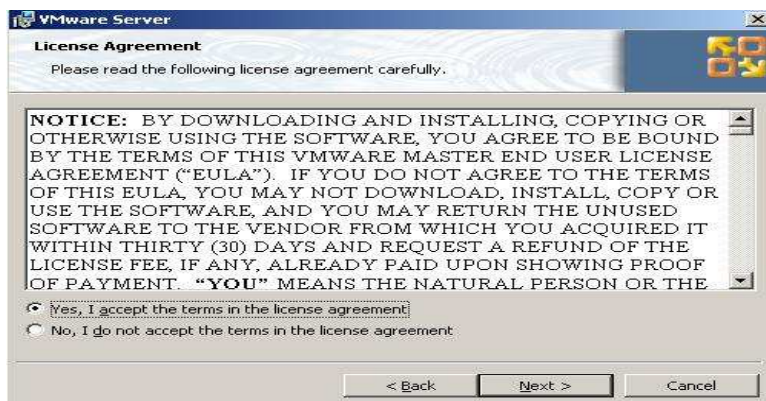 VMware Server
License Agreement
Please read the following license agreement carefully.
NOTICE: BY DOWNLOADING AND INSTALLING, COPYING OR
OTHERWISE USING THE SOFTWARE, YOU AGREE TO BE BOUND
BY THE TERMS OF THIS VMWARE MASTER END USER LICENSE
AGREEMENT (“EULA”). IF YOU DO NOT AGREE TO THE TERMS
OF THIS EULA, YOU MAY NOT DOWNLOAD, INSTALL, COPY OR
USE THE SOFTWARE, AND YOU MAY RETURN THE UNUSED
SOFTWARE TO THE VENDOR FROM WHICH YOU ACQUIRED IT
WITHIN THIRTY (30) DAYS AND REQUEST A REFUND OF THE
LICENSE FEE, IF ANY, ALREADY PAID UPON SHOWING PROOF
OF PAYMENT. “YOU” MEANS THE NATURAL PERSON OR THE
Yes, I accept the terms in the license agreement
No, I do not accept the terms in the license agreement
< Back Next > Cancel